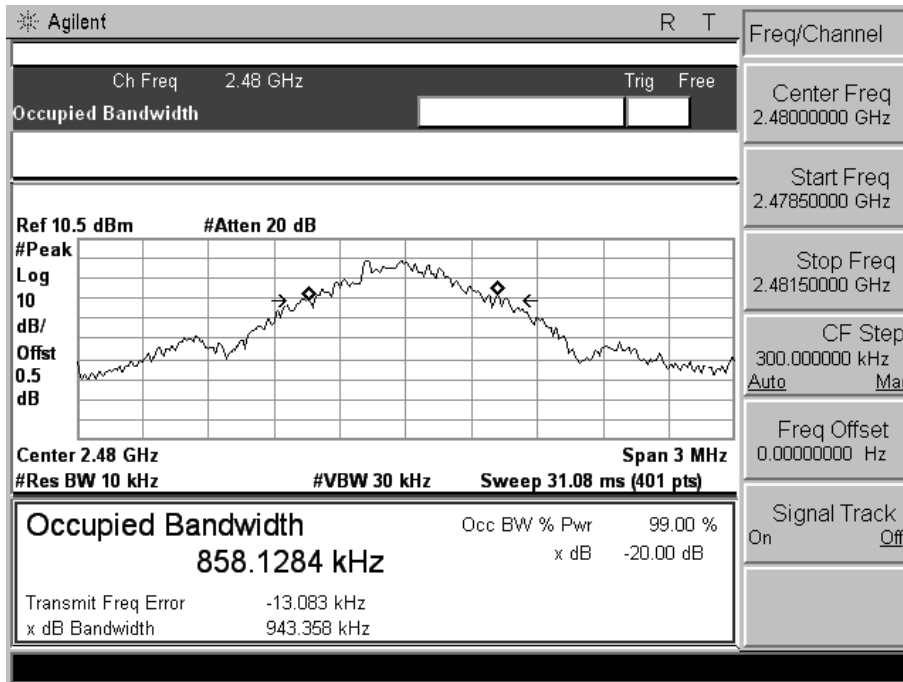 Agilent
R T
Ch Freq 2.48 GHz
Trig Free
Occupied Bandwidth
Ref 10.5 dBm
#Atten 20 dB
#Peak
Log
10
dB/
Offst
0.5
dB
Center 2.48 GHz
Span 3 MHz
#Res BW 10 kHz
#VBW 30 kHz
Sweep 31.08 ms (401 pts)
Occupied Bandwidth
858.1284 kHz
Occ BW % Pwr 99.00 %
x dB -20.00 dB
Transmit Freq Error -13.083 kHz
x dB Bandwidth 943.358 kHz
Freq/Channel
Center Freq
2.48000000 GHz
Start Freq
2.47850000 GHz
Stop Freq
2.48150000 GHz
CF Step
300.000000 kHz
Auto Man
Freq Offset
0.00000000 Hz
Signal Track
On Off